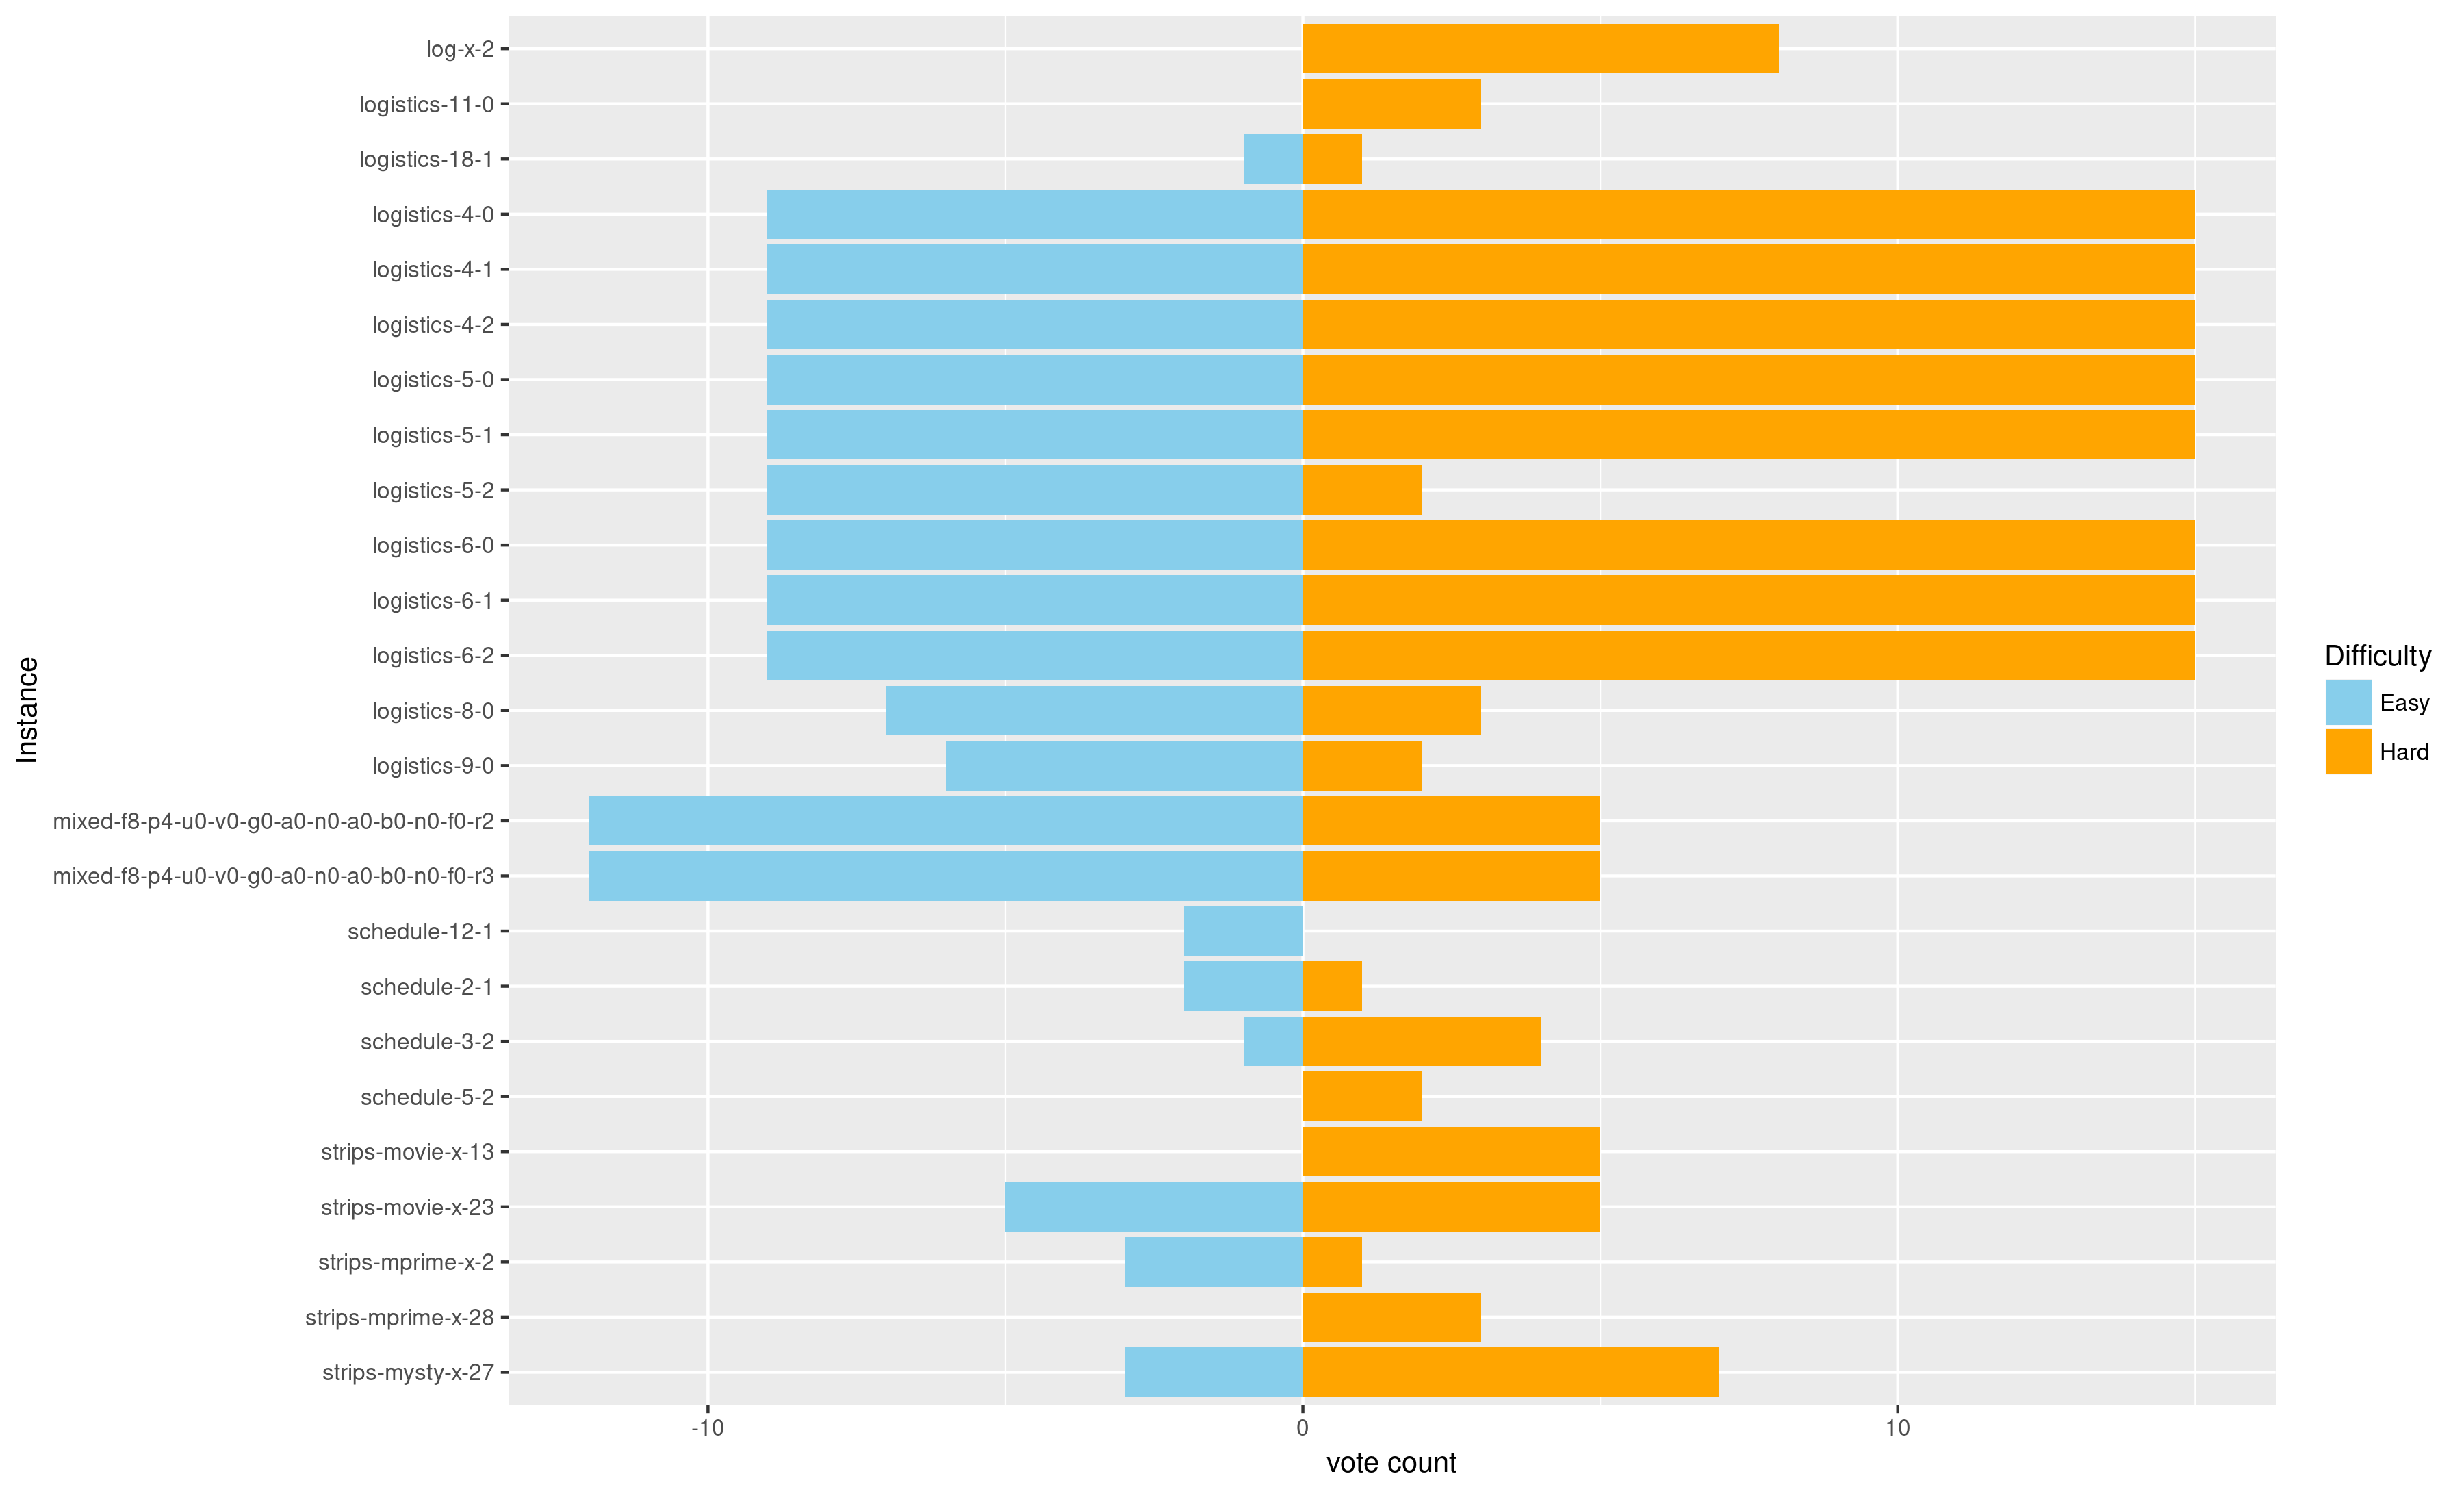 log-x-2
logistics-11-0
logistics-18-1
logistics-4-0
logistics-4-1
logistics-4-2
logistics-5-0
logistics-5-1
logistics-5-2
logistics-6-0
logistics-6-1
logistics-6-2
logistics-8-0
logistics-9-0
mixed-f8-p4-u0-v0-g0-a0-n0-a0-b0-n0-f0-r2
mixed-f8-p4-u0-v0-g0-a0-n0-a0-b0-n0-f0-r3
schedule-12-1
schedule-2-1
schedule-3-2
schedule-5-2
strips-movie-x-13
strips-movie-x-23
strips-mprime-x-2
strips-mprime-x-28
strips-mysty-x-27
Instance
-10
0
10
vote count
Difficulty
Easy
Hard